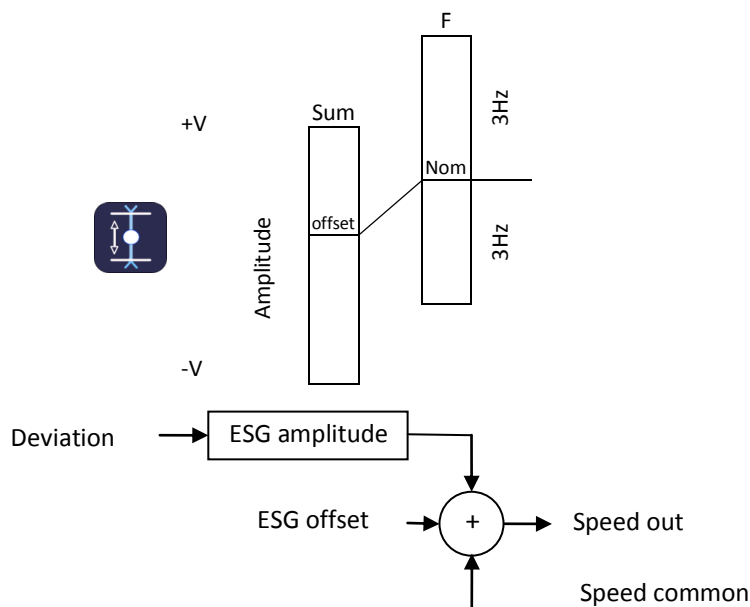 F
Sum
+V
3Hz
Nom
offset
Amplitude
3Hz
-V
Deviation
ESG amplitude
ESG offset
+
Speed out
Speed common